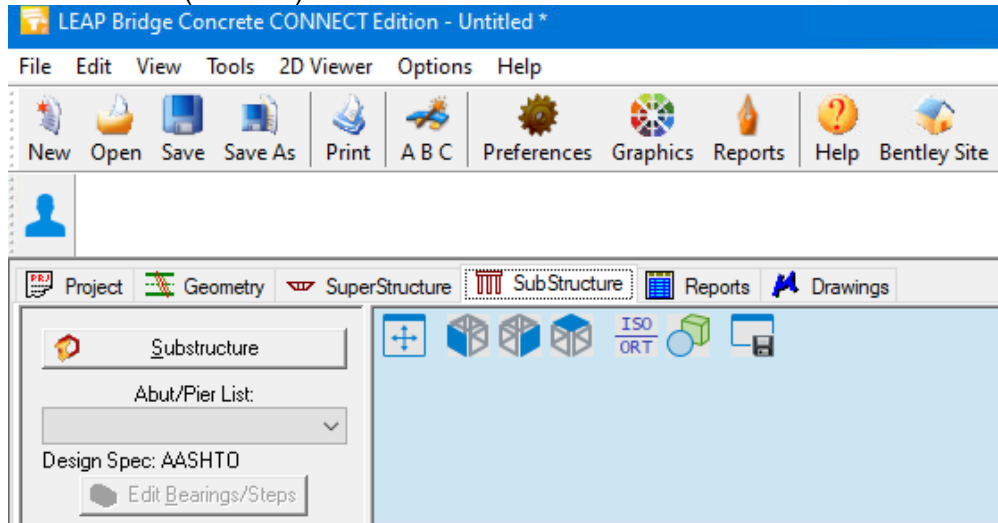 LEAP Bridge Concrete CONNECT Edition - Untitled *
File Edit View Tools 2D Viewer Options Help
New Open Save Save As Print A B C Preferences Graphics Reports Help Bentley Site
PRJ Project Geometry SuperStructure SubStructure Reports Drawings
Substructure
ISO
ORT
Abut/Pier List:
Design Spec: AASHTO
Edit Bearings/Steps